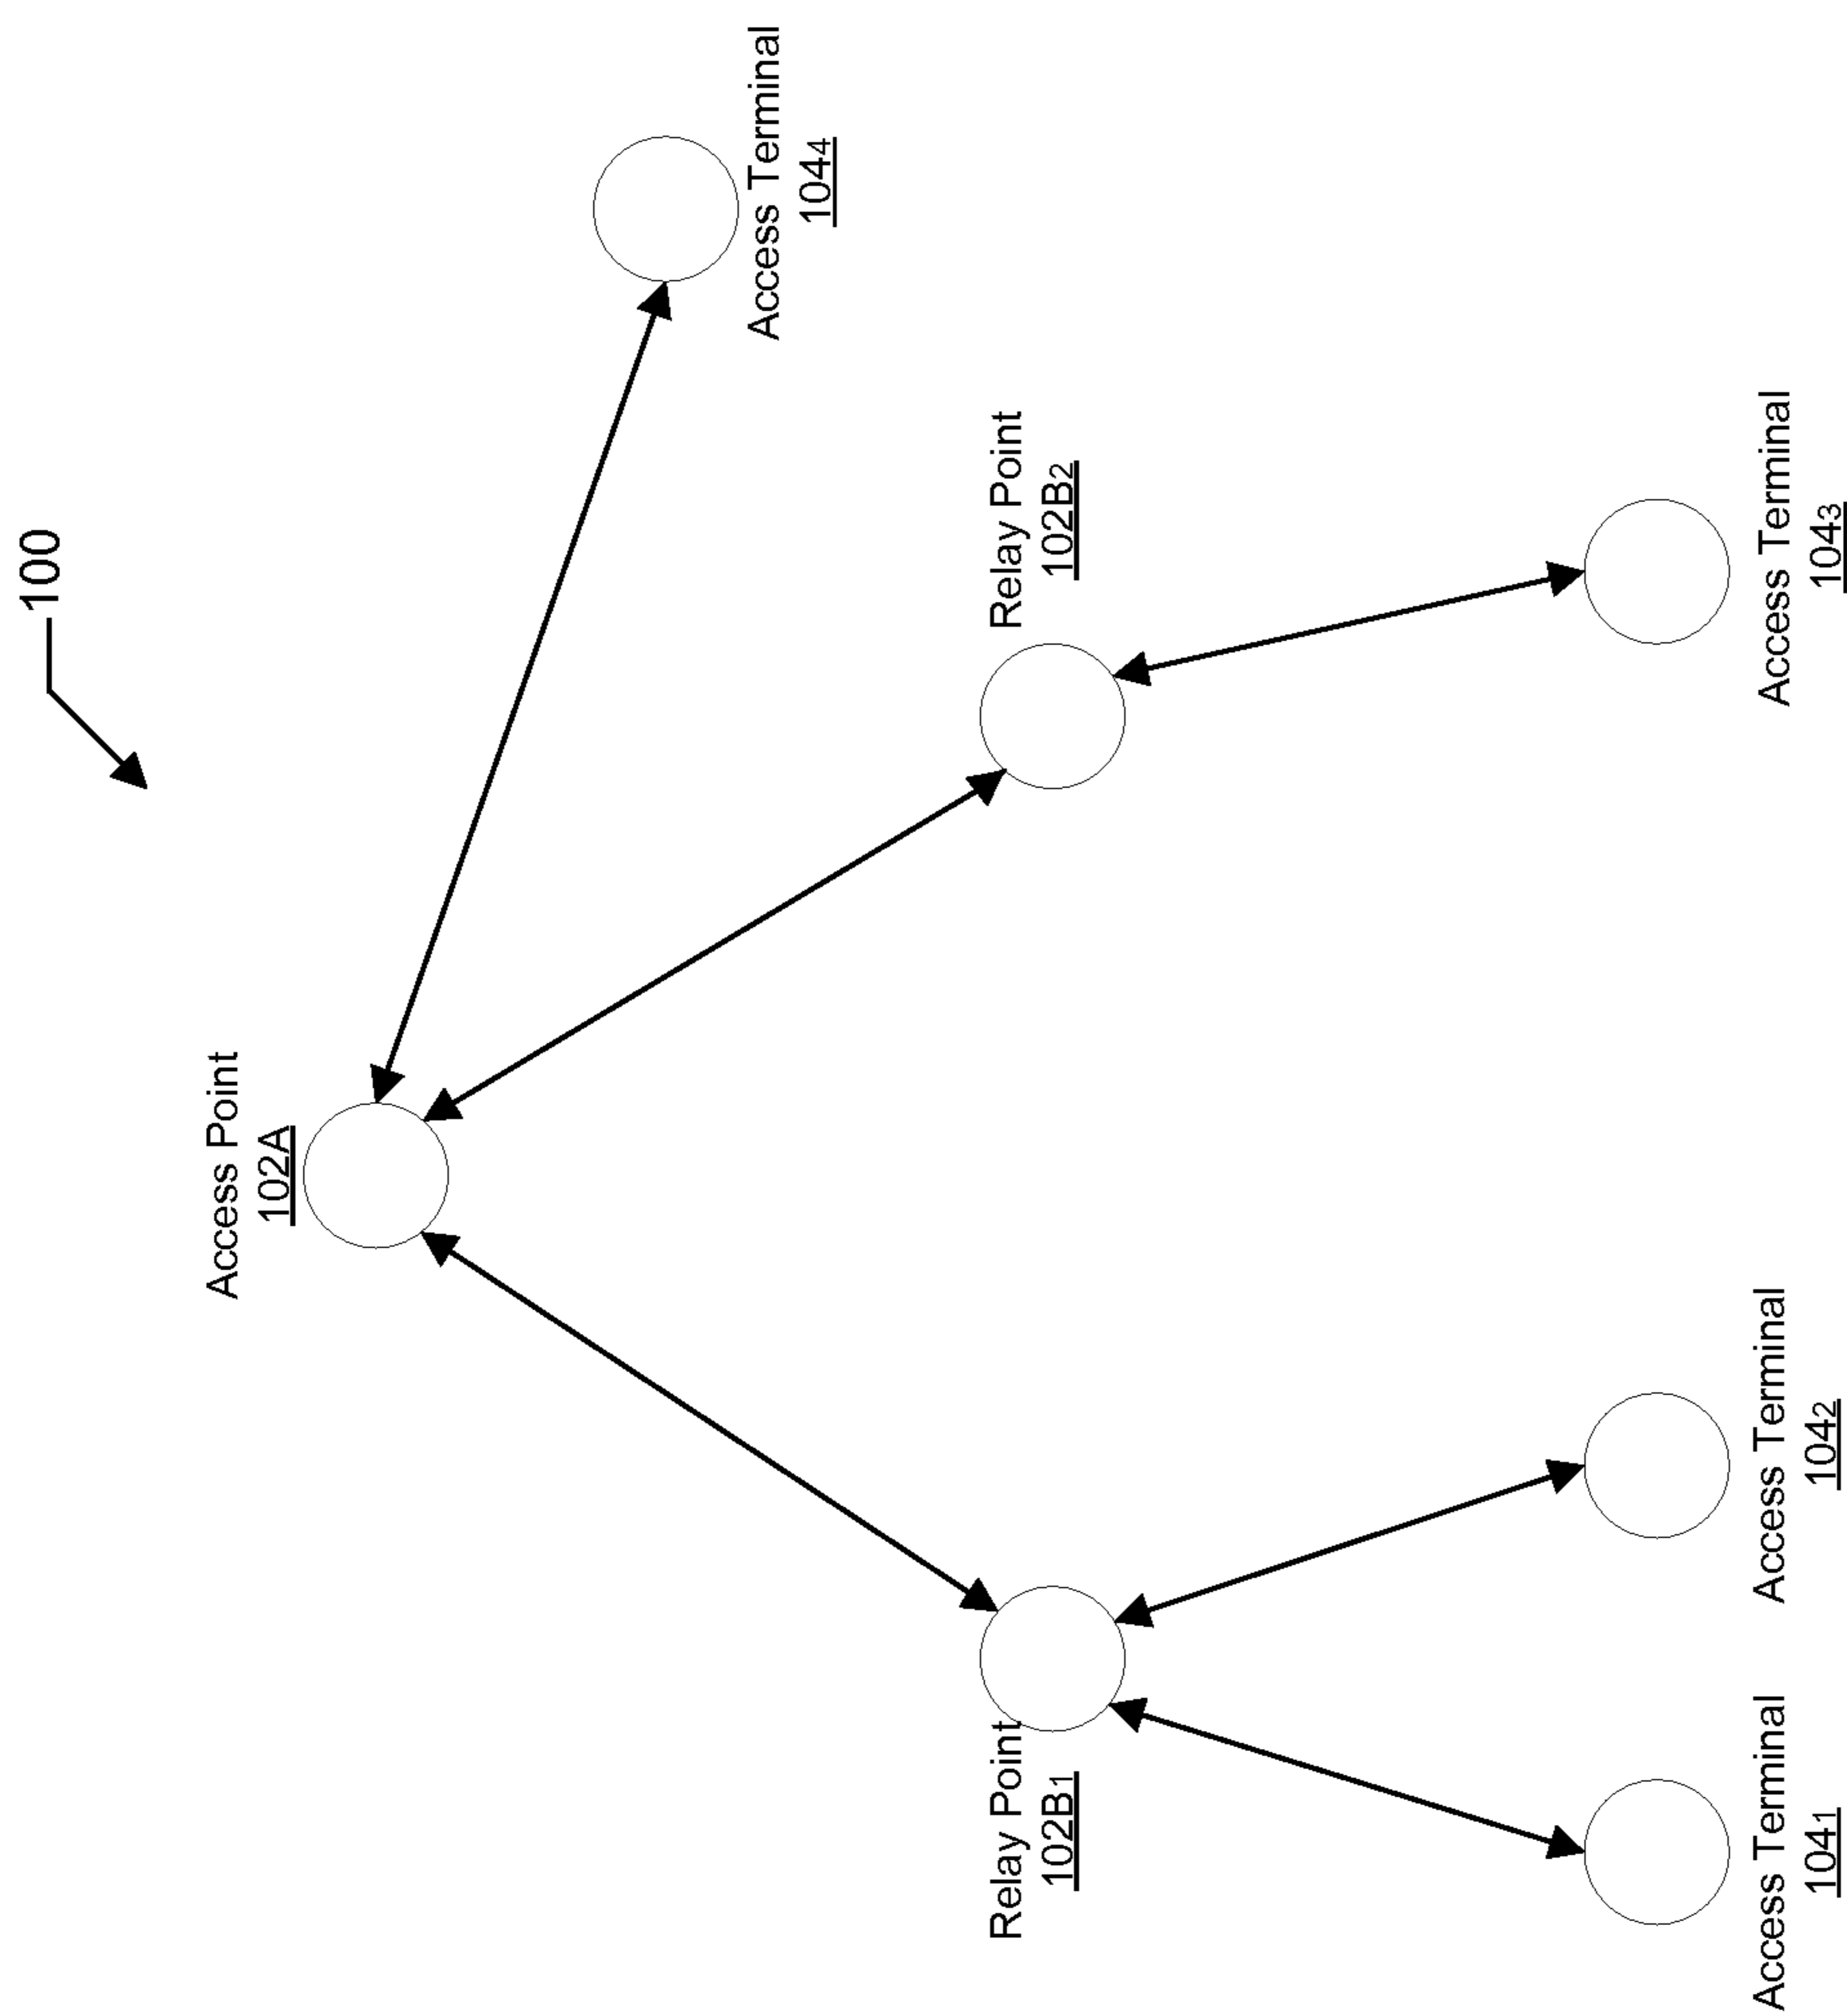 100
Access Point
102A
Access Terminal
104₄
Relay Point
102B₂
Relay Point
102B₁
Access Terminal
104₁
Access Terminal
104₂
Access Terminal
104₃